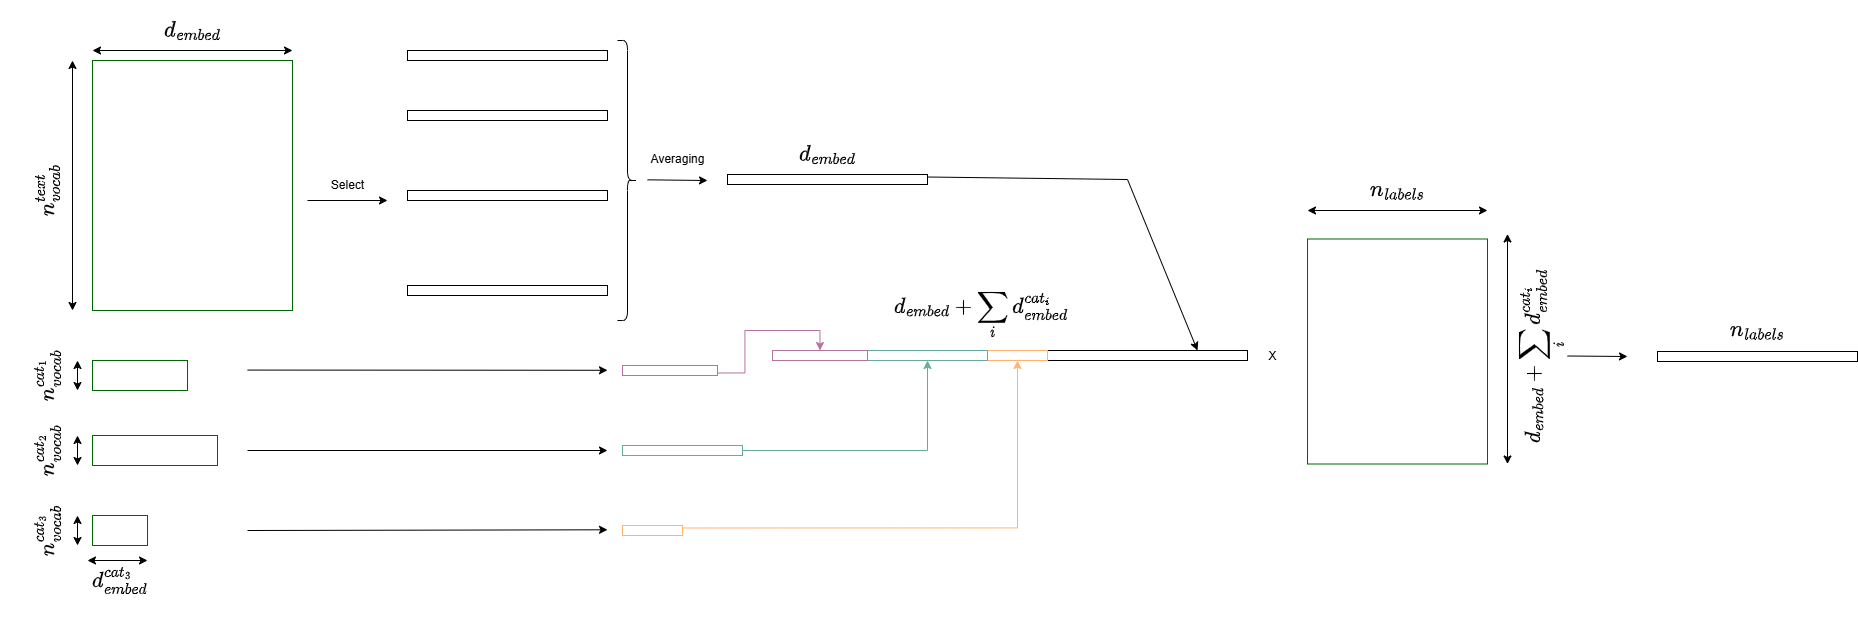 d_{embed}
n_{vocab}^{text}
Select
Averaging
d_{embed}
n_{labels}
d_{embed} + \sum_i d_{embed}^{cat_i}
X
d_{embed} + \sum_i d_{embed}^{cat_i}
n_{labels}
n_{vocab}^{cat_1}
n_{vocab}^{cat_2}
n_{vocab}^{cat_3}
d_{embed}^{cat_3}